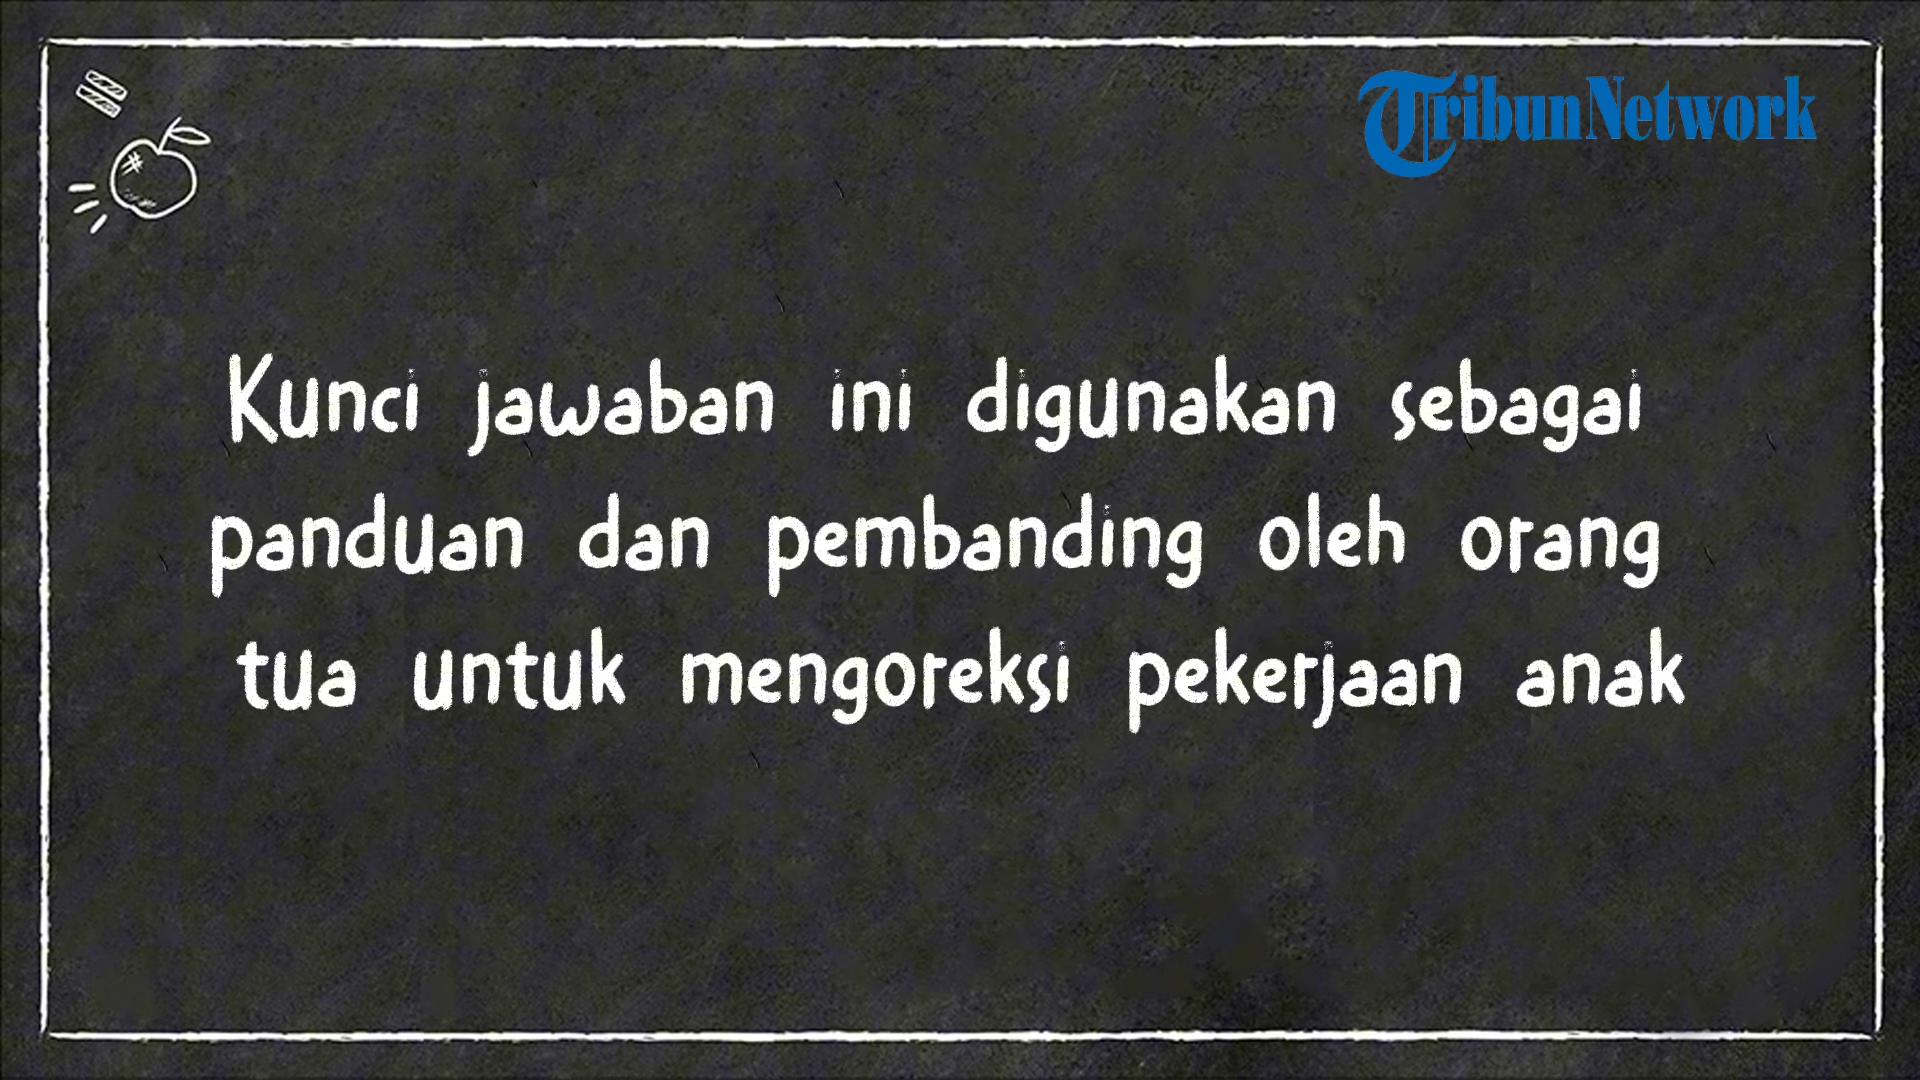 TribunNetwork
Kunci jawaban ini digunakan sebagai
panduan dan pembanding oleh orang
tua untuk mengoreksi pekerjaan anak